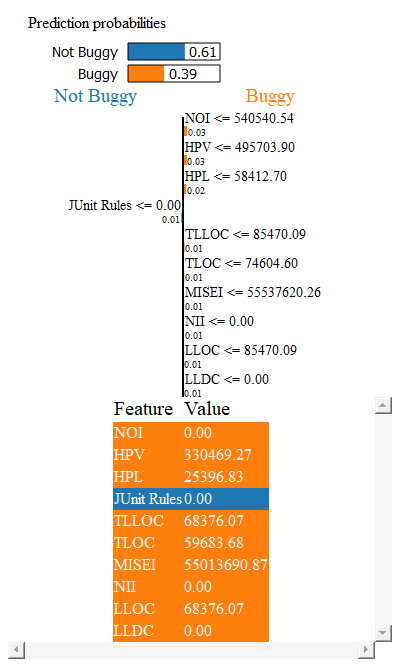 Prediction probabilities
Not Buggy 0.61
Buggy 0.39
Not Buggy Buggy
NOI <= 540540.54
0.03
HPV <= 495703.90
0.03
HPL <= 58412.70
0.02
JUnit Rules <= 0.00
0.01
TLLOC <= 85470.09
0.01
TLOC <= 74604.60
0.01
MISEI <= 55537620.26
0.01
NII <= 0.00
0.01
LLOC <= 85470.09
0.01
LLDC <= 0.00
0.01
Feature Value
NOI 0.00
HPV 330469.27
HPL 25396.83
JUnit Rules 0.00
TLLOC 68376.07
TLOC 59683.68
MISEI 55013690.87
NII 0.00
LLOC 68376.07
LLDC 0.00